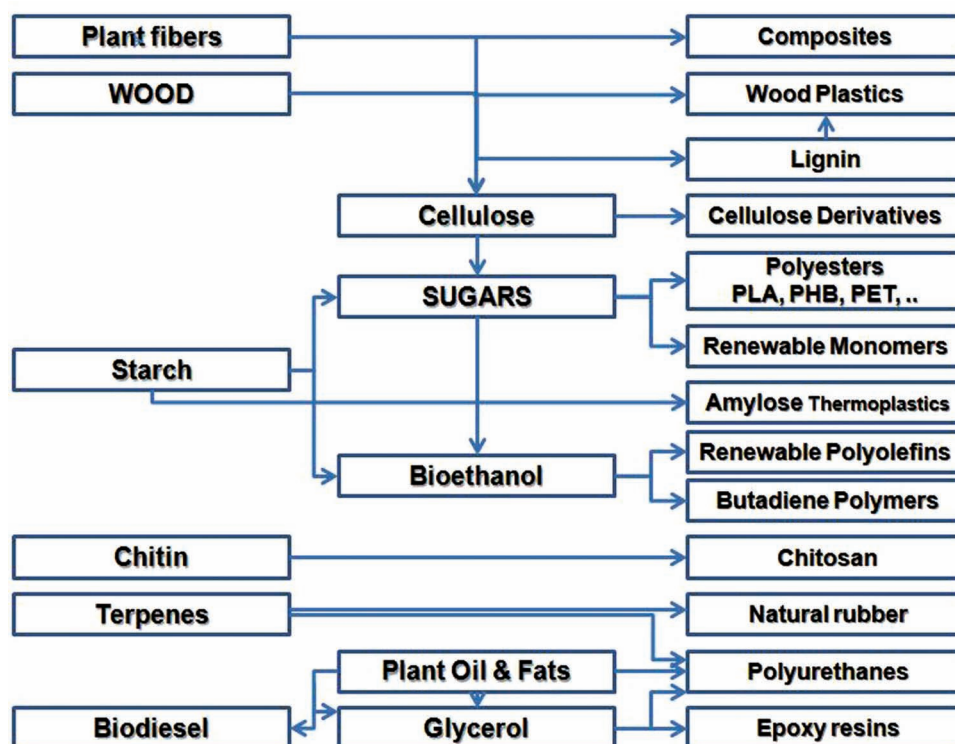 Plant fibers
Composites
WOOD
Wood Plastics
Lignin
Cellulose
Cellulose Derivatives
SUGARS
Polyesters
PLA, PHB, PET, ..
Renewable Monomers
Starch
Amylose Thermoplastics
Bioethanol
Renewable Polyolefins
Butadiene Polymers
Chitin
Chitosan
Terpenes
Natural rubber
Plant Oil & Fats
Polyurethanes
Biodiesel
Glycerol
Epoxy resins